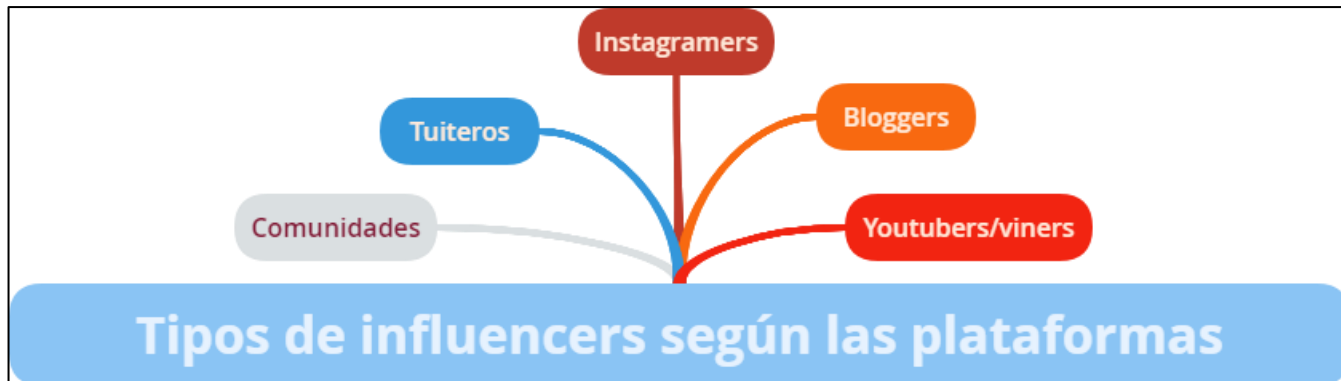 Instagramers
Bloggers
Tuiteros
Comunidades
Youtubers/viners
Tipos de influencers según las plataformas